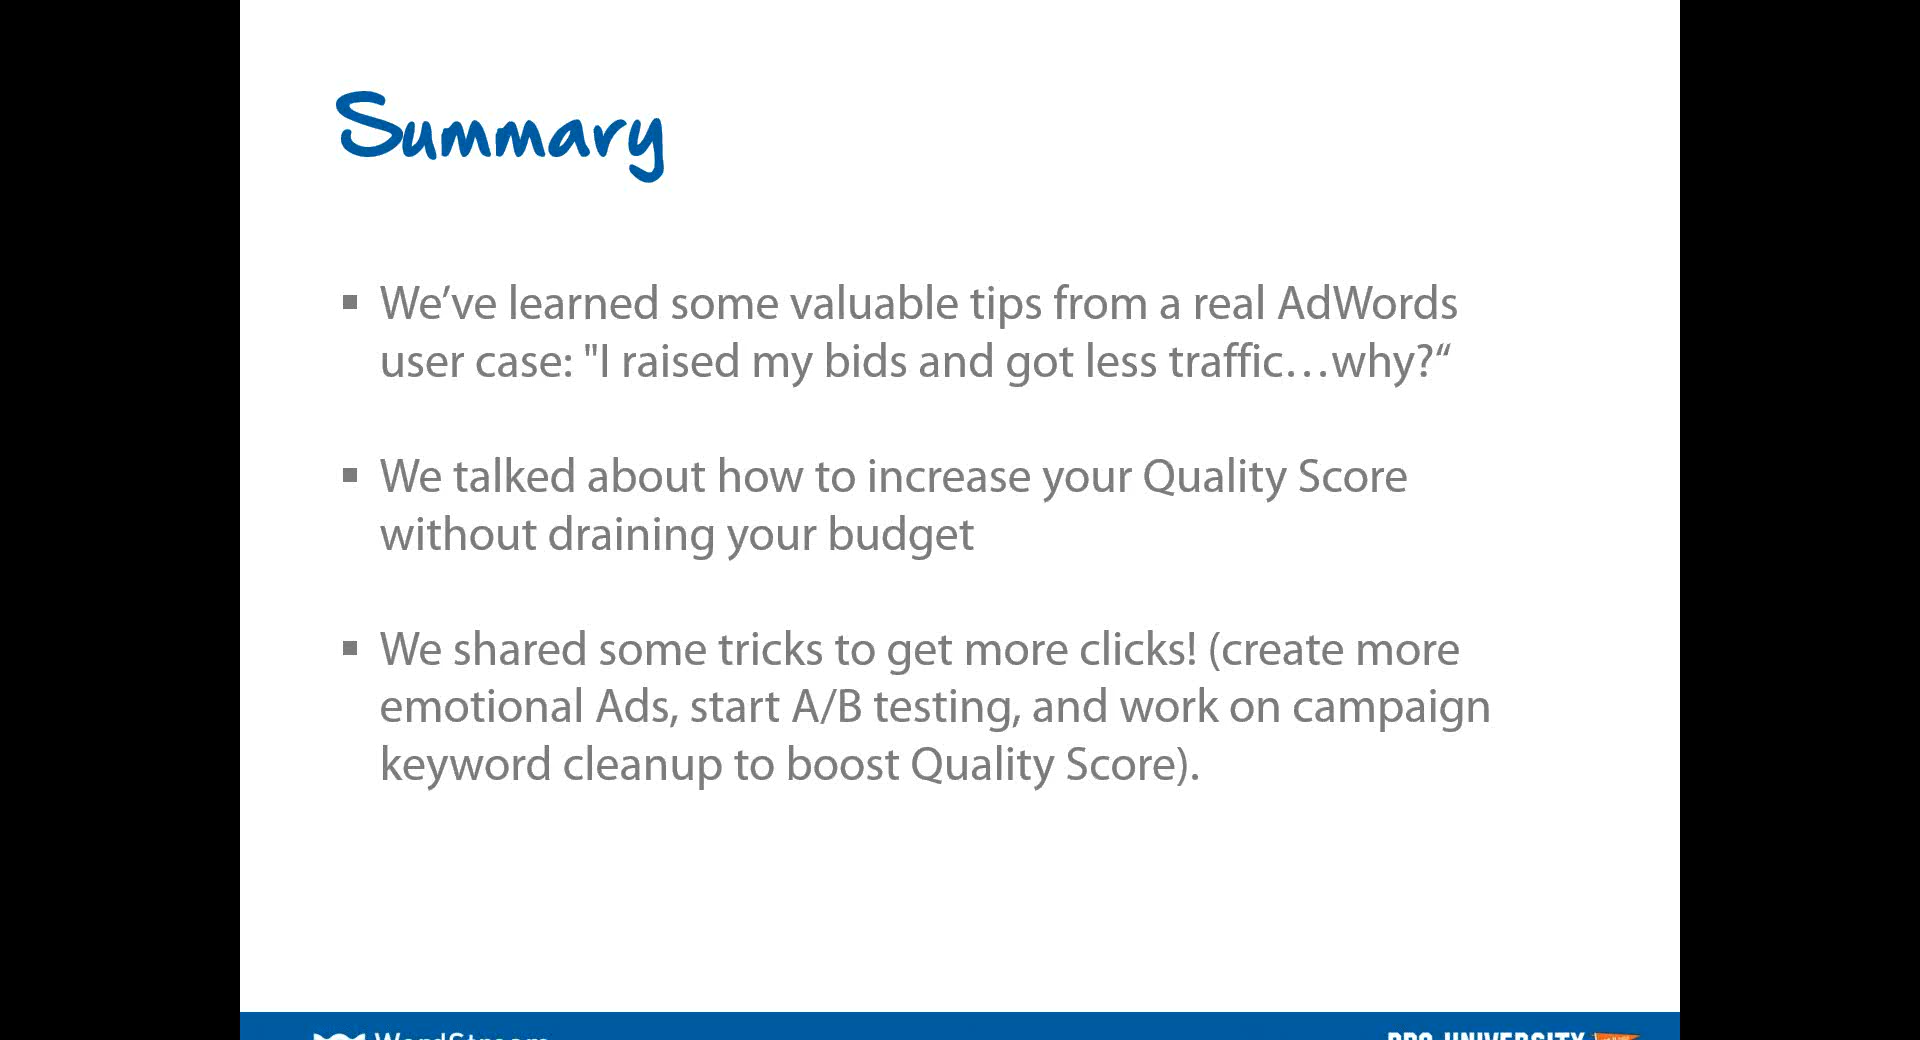 Summary
▪ We’ve learned some valuable tips from a real AdWords
user case: "I raised my bids and got less traffic…why?“
▪ We talked about how to increase your Quality Score
without draining your budget
▪ We shared some tricks to get more clicks! (create more
emotional Ads, start A/B testing, and work on campaign
keyword cleanup to boost Quality Score).
WordStream
PPC UNIVERSITY